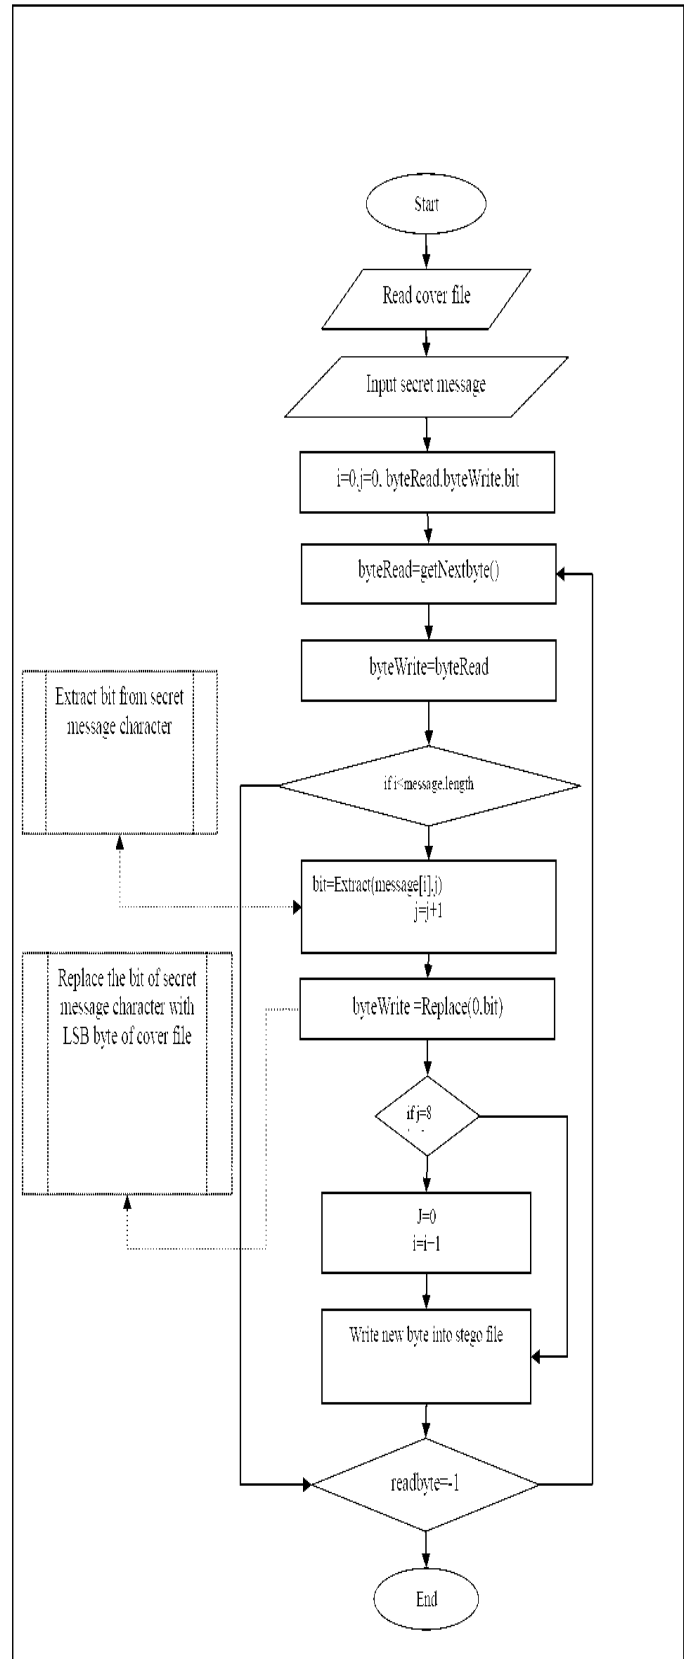 Start
Read cover file
Input secret message
i=0,j=0, byteRead,byteWrite,bit
byteRead=getNextbyte()
byteWrite=byteRead
Extract bit from secret
message character
if i<message.length
bit=Extract(message[i],j)
j=j+1
Replace the bit of secret
message character with
LSB byte of cover file
byteWrite =Replace(0,bit)
if j=8
J=0
Write new byte into stego file
readbyte=-1
End